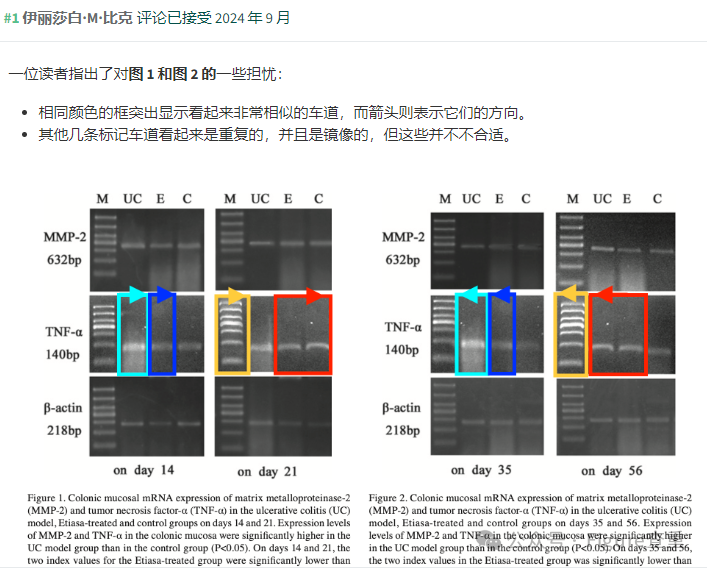 #1 伊丽莎白·M·比克 评论已接受 2024 年 9 月
一位读者指出了对图 1 和图 2 的一些担忧：
• 相同颜色的框突出显示看起来非常相似的车道，而箭头则表示它们的方向。
• 其他几条标记车道看起来是重复的，并且是镜像的，但这些并不不合适。
M UC E C M UC E C
MMP-2
632bp
TNF-α
140bp
β-actin
218bp
on day 14 on day 21
Figure 1. Colonic mucosal mRNA expression of matrix metalloproteinase-2
(MMP-2) and tumor necrosis factor-α (TNF-α) in the ulcerative colitis (UC)
model, Etiasa-treated and control groups on days 14 and 21. Expression levels
of MMP-2 and TNF-α in the colonic mucosa were significantly higher in the
UC model group than in the control group (P<0.05). On days 14 and 21, the
two index values for the Etiasa-treated group were significantly lower than
M UC E C M UC E C
MMP-2
632bp
TNF-α
140bp
β-actin
218bp
on day 35 on day 56
Figure 2. Colonic mucosal mRNA expression of matrix metalloproteinase-2
(MMP-2) and tumor necrosis factor-α (TNF-α) in the ulcerative colitis (UC)
model, Etiasa-treated and control groups on days 35 and 56. Expression
levels of MMP-2 and TNF-α in the colonic mucosa were significantly higher
in the UC model group than in the control group (P<0.05). On days 35 and 56,
the two index values in the Etiasa-treated group was significantly lower than
公众号 · Figure